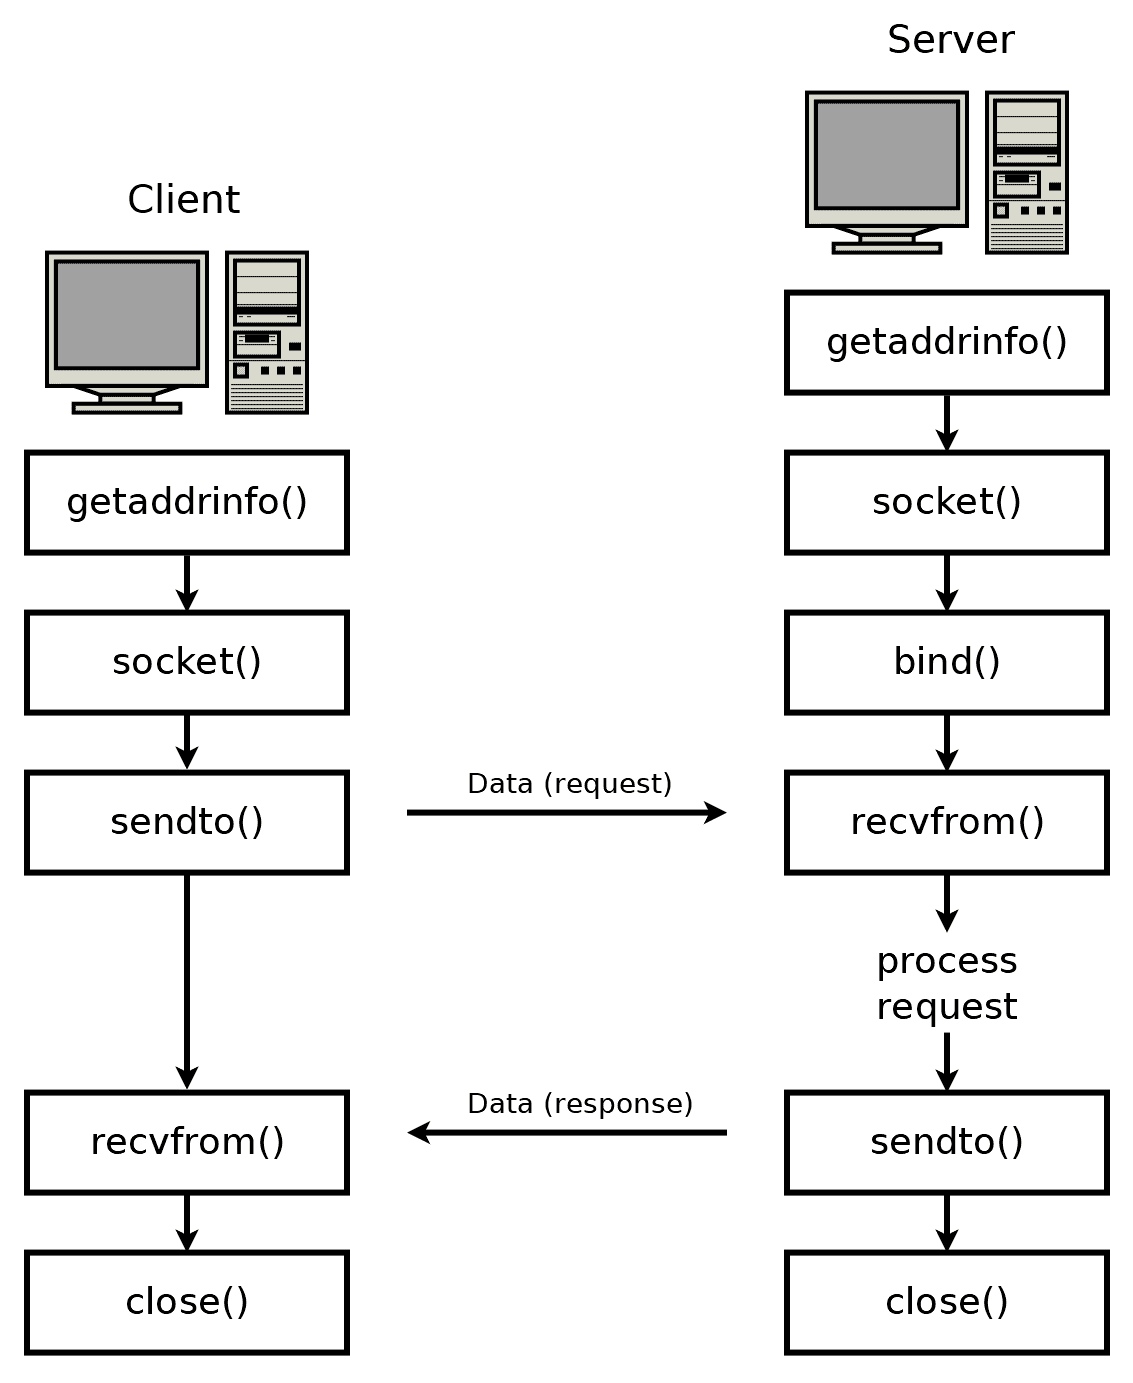 Server
Client
getaddrinfo()
socket()
bind()
recvfrom()
process
request
sendto()
close()
getaddrinfo()
socket()
sendto()
recvfrom()
close()
Data (request)
Data (response)